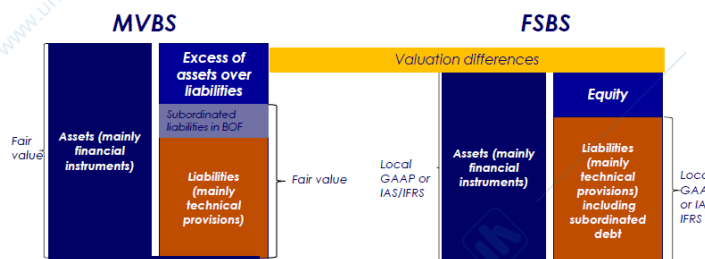 MVBS
FSBS
Excess of
assets over
liabilities
Valuation differences
Subordinated
liabilities in BOF
Equity
Fair
value
Assets (mainly
financial
instruments)
Liabilities
(mainly
technical
provisions)
Fair value
Local
GAAP or
IAS/IFRS
Assets (mainly
financial
instruments)
Liabilities
(mainly
technical
provisions)
including
subordinated
debt
IFRS